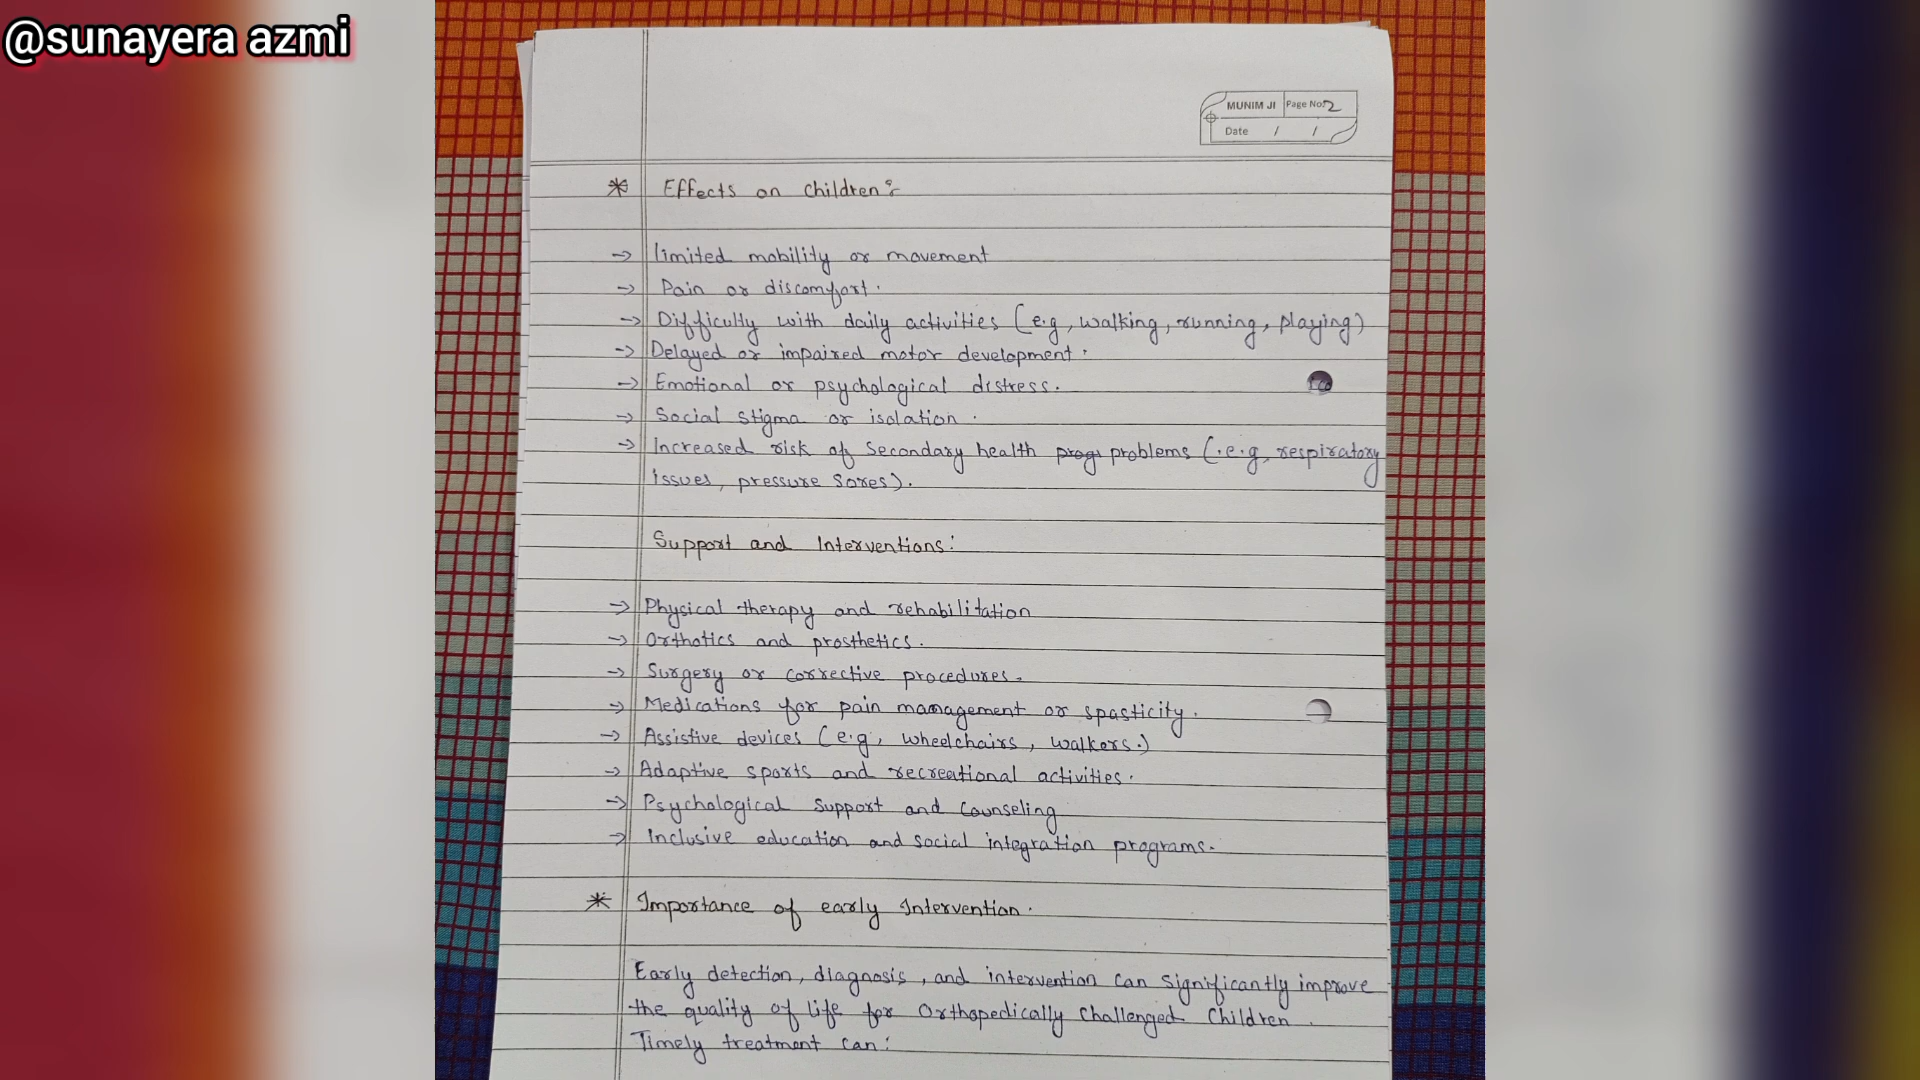 @sunayera azmi
MUNIM JI Page No. 2
Date / /
* Effects on children:
→ limited mobility or movement
→ Pain or discomfort.
→ Difficulty with daily activities (e.g, walking, running, playing)
→ Delayed or impaired motor development.
→ Emotional or psychological distress.
→ Social stigma or isolation.
→ Increased risk of Secondary health problems (.e.g, respiratory
issues, pressure Sores).
Support and Interventions:
→ Physical therapy and rehabilitation
→ Orthotics and prosthetics.
→ Surgery or corrective procedures.
→ Medications for pain management or spasticity.
→ Assistive devices (e.g, wheelchairs, walkers.)
→ Adaptive sports and recreational activities.
→ Psychological Support and Counseling
→ Inclusive education and social integration programs.
* Importance of early Intervention.
Early detection, diagnosis, and intervention can significantly improve
the quality of life for Orthopedically Challenged Children.
Timely treatment can: